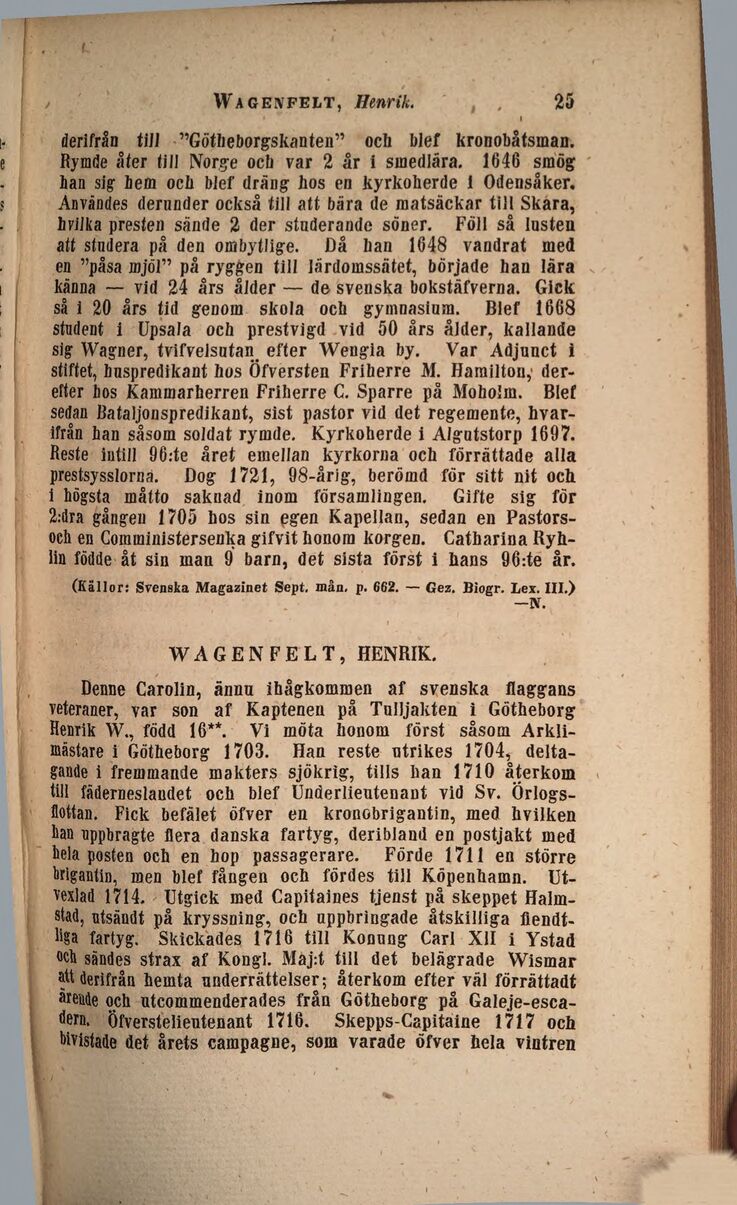 WAGENFELT, Henrik. 25
derifrån till "Götheborgskanten" och blef kronobåtsman.
Rymde åter till Norge och var 2 år i smedlära. 1646 smög
han sig hem och blef dräng hos en kyrkoherde i Odensåker.
Användes derunder också till att bära de matsäckar till Skara,
hvilka presten sände 2 der studerande söner. Föll så lusten
att studera på den ombytlige. Då han 1648 vandrat med
en "påsa mjöl" på ryggen till lärdomssätet, började han lära
känna — vid 24 års ålder — de svenska bokstäfverna. Gick
så i 20 års tid genom skola och gymnasium. Blef 1668
student i Upsala och prestvigd vid 50 års ålder, kallande
sig Wagner, tvifvelsutan efter Wengia by. Var Adjunct i
stiftet, huspredikant hos Öfversten Friherre M. Hamilton, der-
efter hos Kammarherren Friherre C. Sparre på Moholm. Blef
sedan Bataljonspredikant, sist pastor vid det regemente, hvar-
ifrån han såsom soldat rymde. Kyrkoherde i Algutstorp 1697.
Reste intill 96:te året emellan kyrkorna och förrättade alla
prestsysslorna. Dog 1721, 98-årig, berömd för sitt nit och
i högsta måtto saknad inom församlingen. Gifte sig för
2:dra gången 1705 hos sin egen Kapellan, sedan en Pastors-
och en Comministersenka gifvit honom korgen. Catharina Ryh-
lin födde åt sin man 9 barn, det sista först i hans 96:te år.
(Källor: Svenska Magazinet Sept. mån. p. 662. — Gez. Biogr. Lex. III.)
—N.
WAGENFELT, HENRIK.
Denne Carolin, ännu ihågkommen af svenska flaggans
veteraner, var son af Kaptenen på Tulljakten i Götheborg
Henrik W., född 16**. Vi möta honom först såsom Arkli-
mästare i Götheborg 1703. Han reste utrikes 1704, delta-
gande i fremmande makters sjökrig, tills han 1710 återkom
till fäderneslandet och blef Underlieutenant vid Sv. Örlogs-
flottan. Fick befälet öfver en kronobrigantin, med hvilken
han uppbragte flera danska fartyg, deribland en postjakt med
hela posten och en hop passagerare. Förde 1711 en större
brigantin, men blef fången och fördes till Köpenhamn. Ut-
vexlad 1714. Utgick med Capitaines tjenst på skeppet Halm-
stad, utsändt på kryssning, och uppbringade åtskilliga fiendt-
liga fartyg. Skickades 1716 till Konung Carl XII i Ystad
och sändes strax af Kongl. Maj:t till det belägrade Wismar
att derifrån hemta underrättelser; återkom efter väl förrättadt
ärende och utcommenderades från Götheborg på Galeje-esca-
dern. Öfverstelieutenant 1716. Skepps-Capitaine 1717 och
bivistade det årets campagne, som varade öfver hela vintren